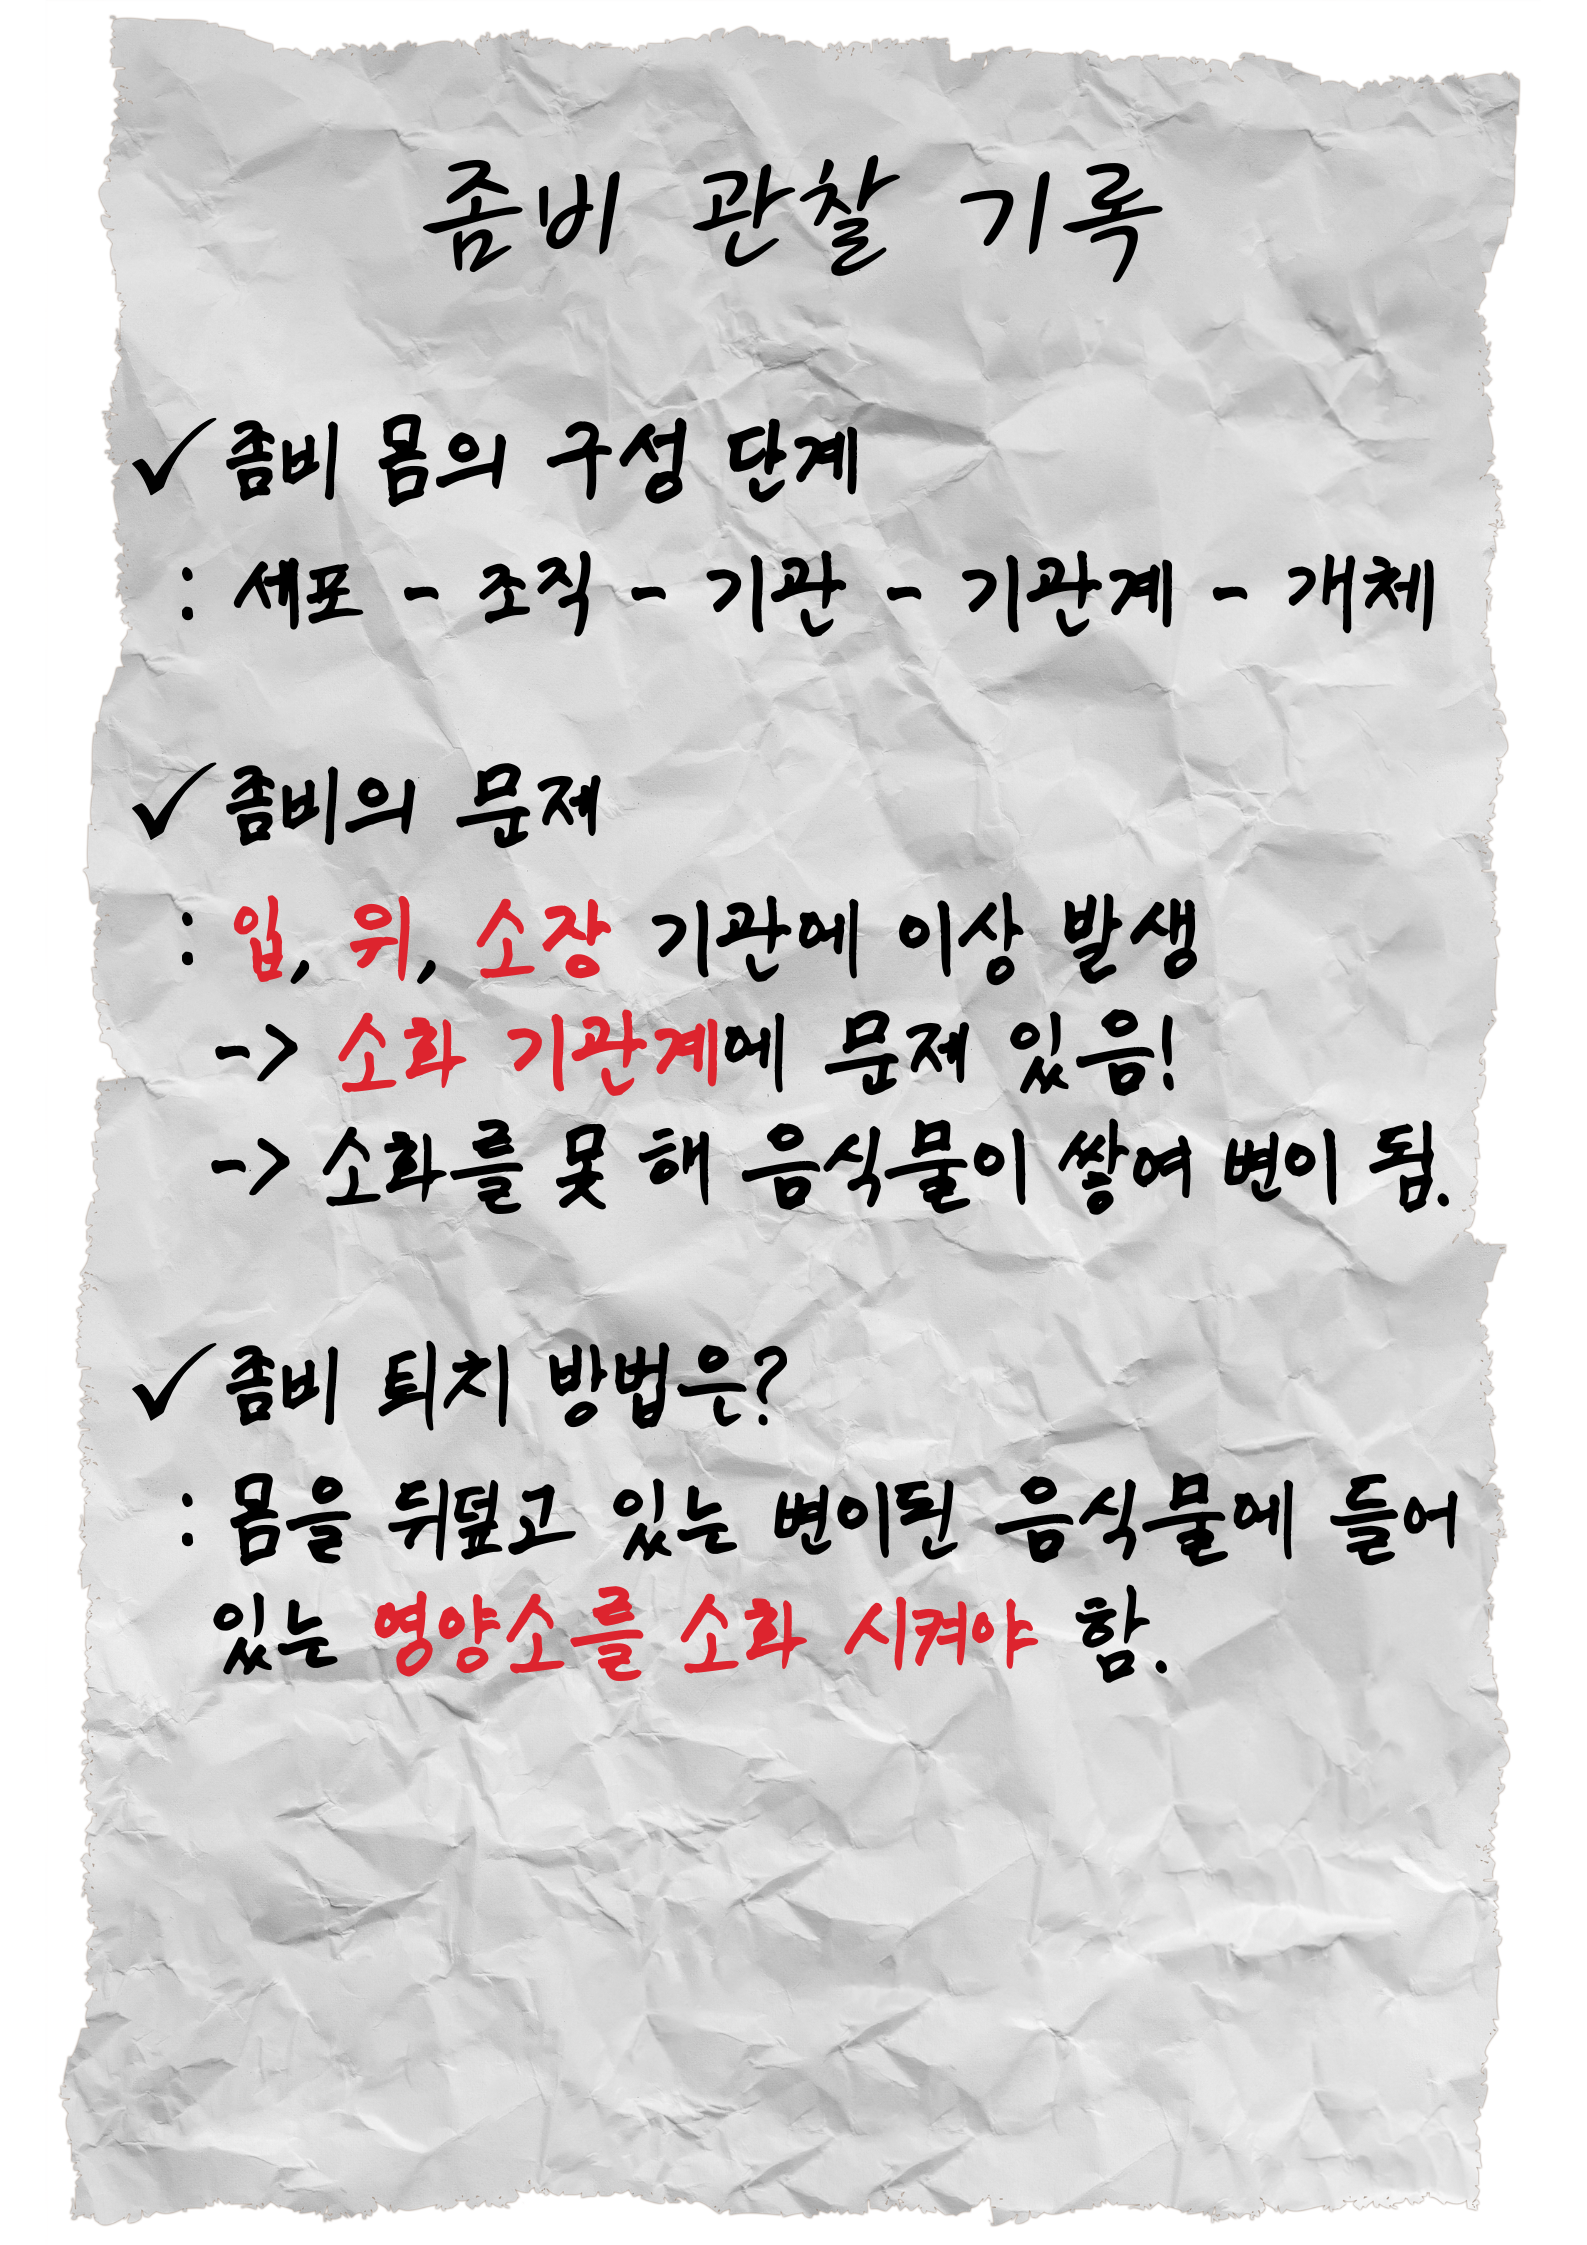 좀비 관찰 기록
✓좀비 몸의 구성 단계
: 세포 - 조직 - 기관 - 기관계 - 개체
✓좀비의 문제
: 입, 위, 소장 기관에 이상 발생
-> 소화 기관계에 문제 있음!
-> 소화를 못 해 음식물이 쌓여 변이 됨.
✓좀비 퇴치 방법은?
: 몸을 뒤덮고 있는 변이된 음식물에 들어
있는 영양소를 소화 시켜야 함.